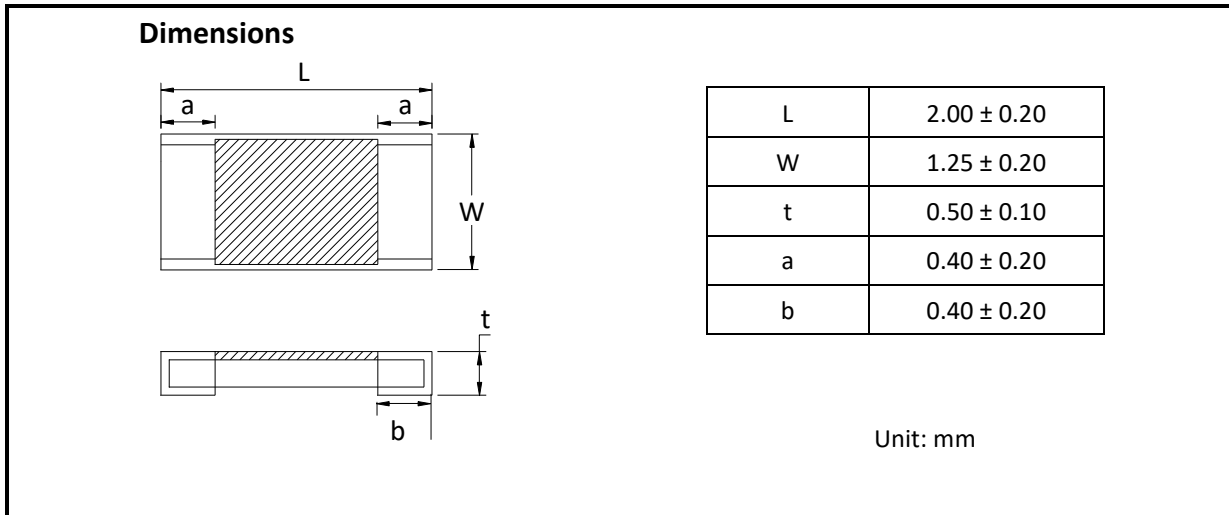 Dimensions
L
a a
W
t
b
L 2.00 ± 0.20
W 1.25 ± 0.20
t 0.50 ± 0.10
a 0.40 ± 0.20
b 0.40 ± 0.20
Unit: mm